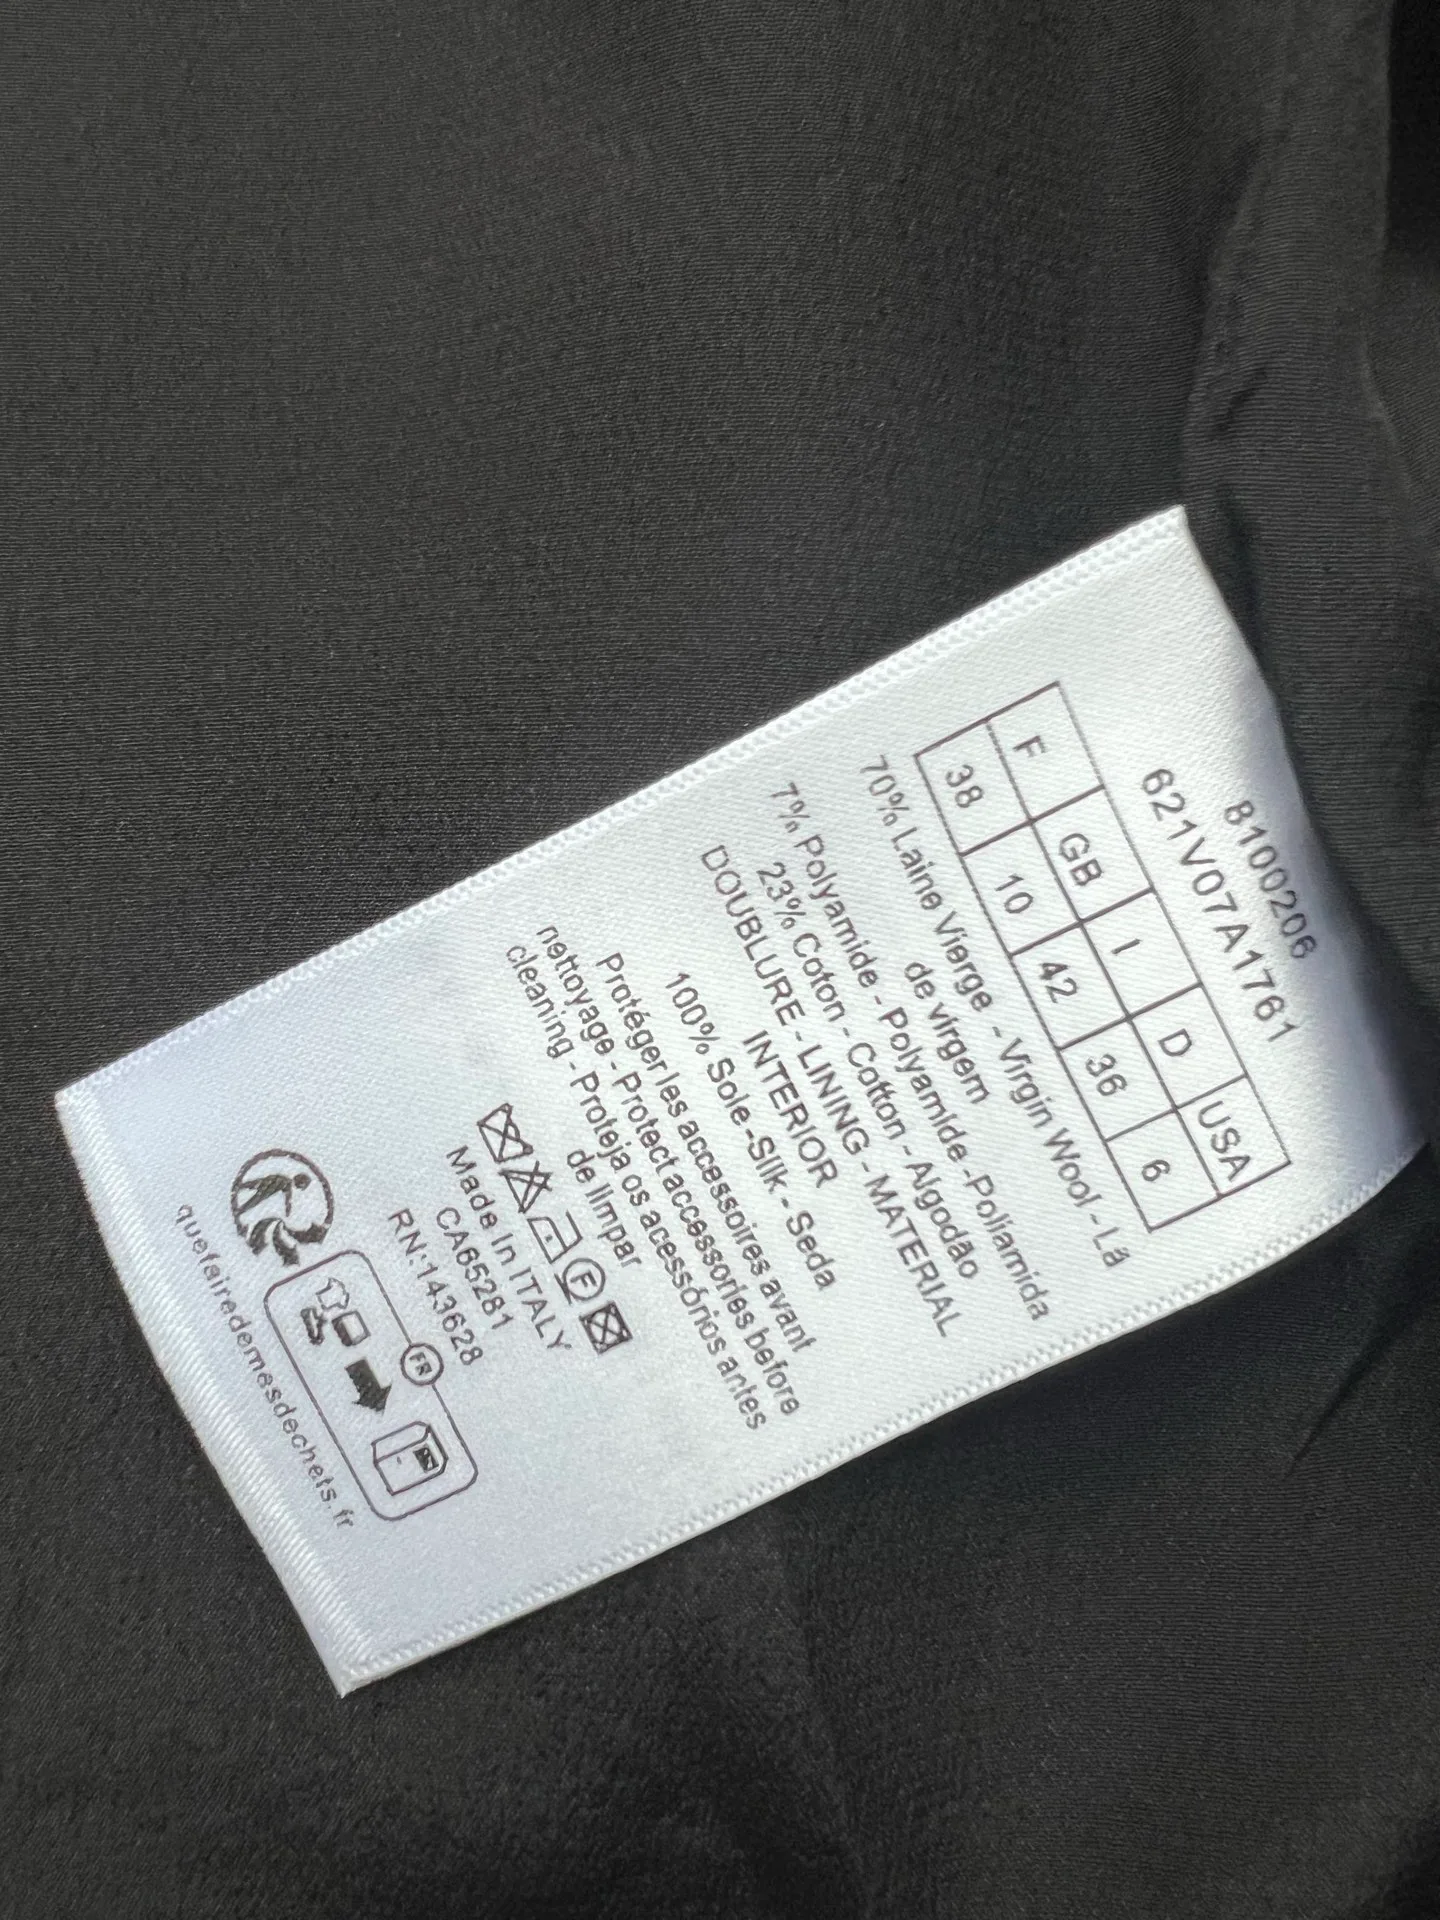 8100206
621V07A1761
F GB I D USA
38 10 42 36 6
70% Laine Vierge - Virgin Wool - Lã
de virgem
7% Polyamide - Polyamide -Poliamida
23% Coton - Cotton - Algodão
DOUBLURE - LINING - MATERIAL
INTERIOR
100% Soie -Silk - Seda
Protéger les accessoires avant
nettoyage - Protect accessories before
cleaning - Proteja os acessórios antes
de limpar
F
Made in ITALY
CA65281
RN:143628
FR
quefairedemesdechets.fr